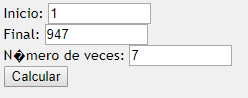 Inicio: 1
Final: 947
N�mero de veces: 7
Calcular